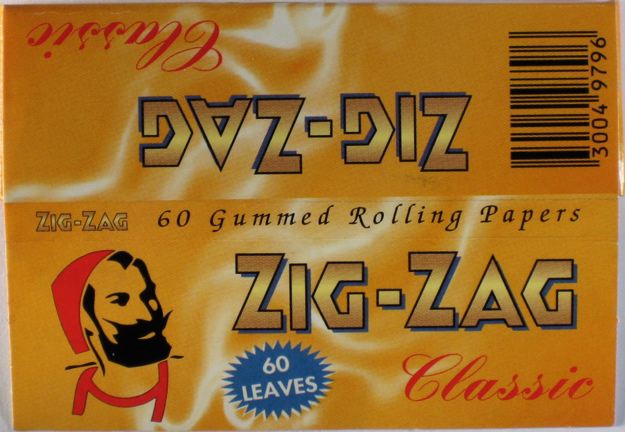 Classic
ZIG-ZAG
3004 9796
ZIG-ZAG 60 Gummed Rolling Papers
ZIG-ZAG
60
LEAVES
Classic